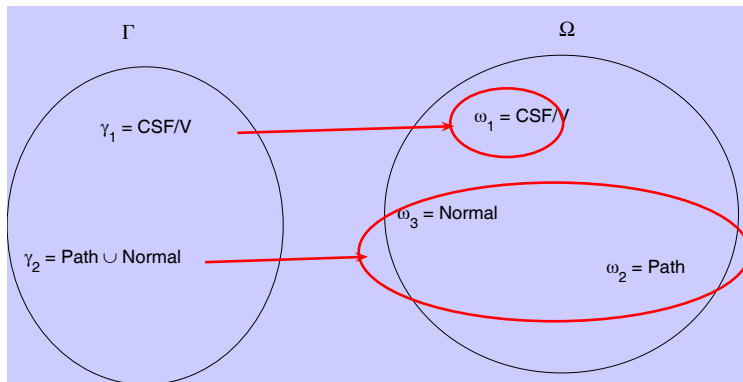 Γ
Ω
γ₁ = CSF/V
ω₁ = CSF/V
ω₃ = Normal
γ₂ = Path ∪ Normal
ω₂ = Path